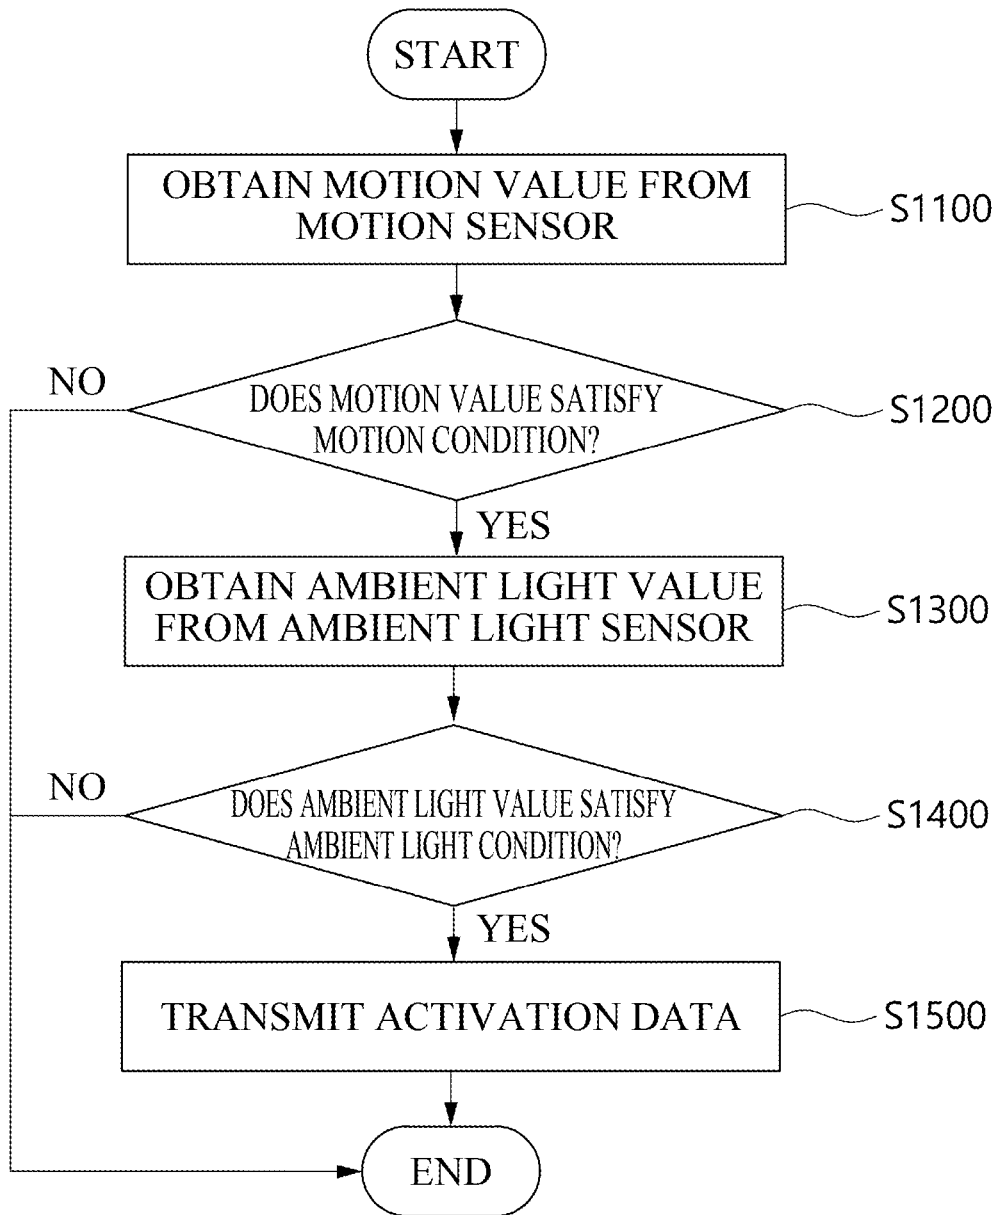 START
OBTAIN MOTION VALUE FROM
MOTION SENSOR
S1100
NO
DOES MOTION VALUE SATISFY
MOTION CONDITION?
S1200
YES
OBTAIN AMBIENT LIGHT VALUE
FROM AMBIENT LIGHT SENSOR
S1300
NO
DOES AMBIENT LIGHT VALUE SATISFY
AMBIENT LIGHT CONDITION?
S1400
YES
TRANSMIT ACTIVATION DATA
S1500
END